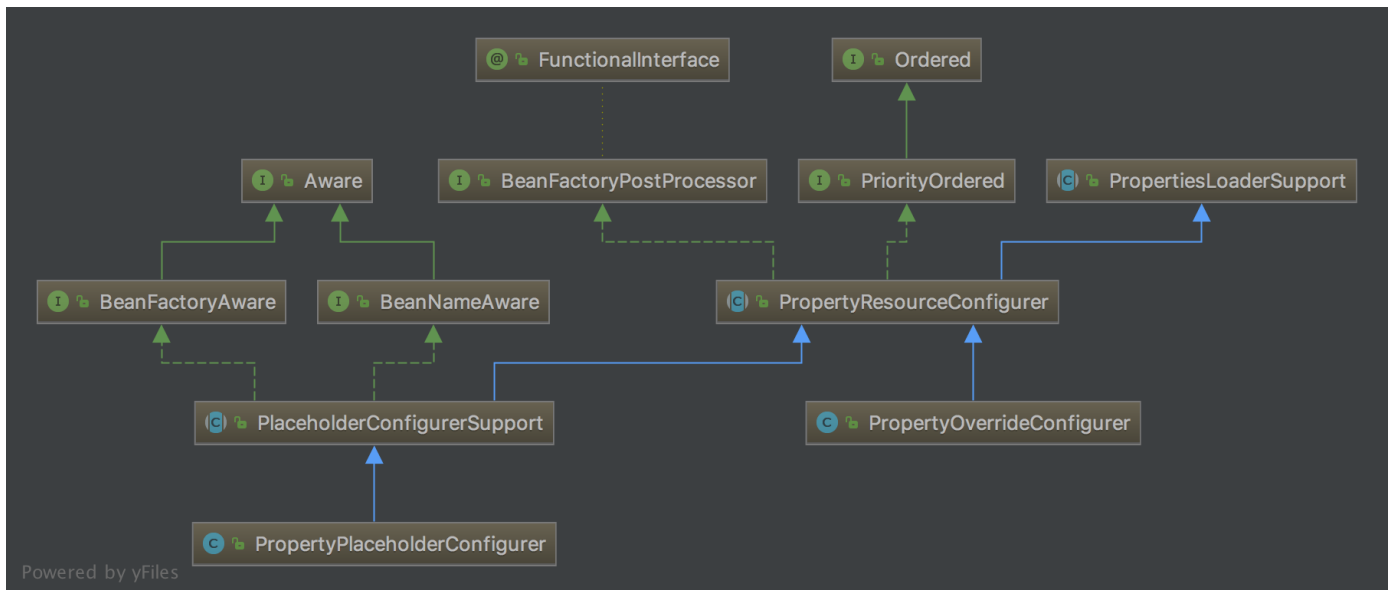 FunctionalInterface
Ordered
Aware
BeanFactoryPostProcessor
PriorityOrdered
PropertiesLoaderSupport
BeanFactoryAware
BeanNameAware
PropertyResourceConfigurer
PlaceholderConfigurerSupport
PropertyOverrideConfigurer
PropertyPlaceholderConfigurer
Powered by yFiles